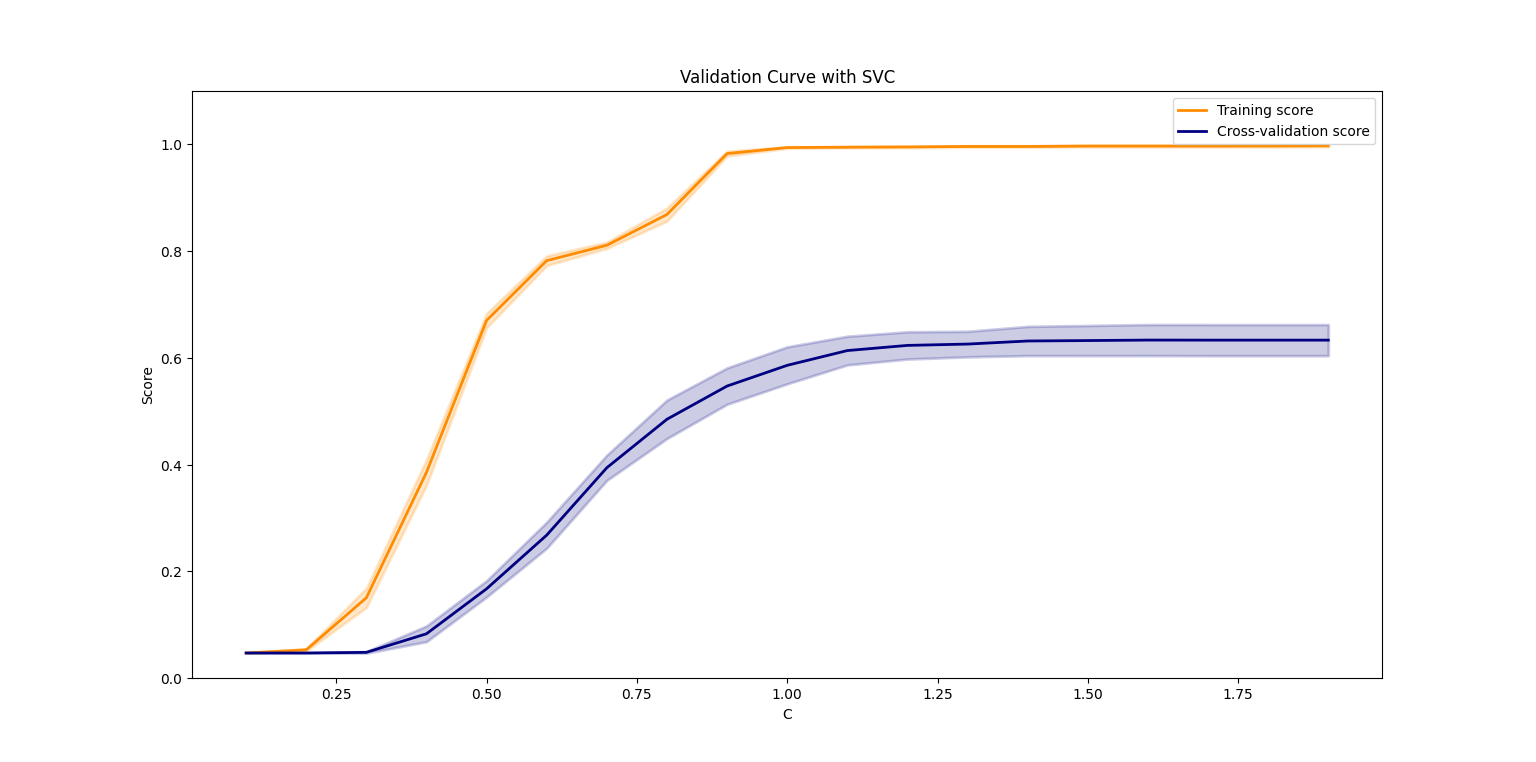 Validation Curve with SVC
Training score
Cross-validation score
1.0
0.8
0.6
0.4
0.2
0.0
Score
0.25 0.50 0.75 1.00 1.25 1.50 1.75
C